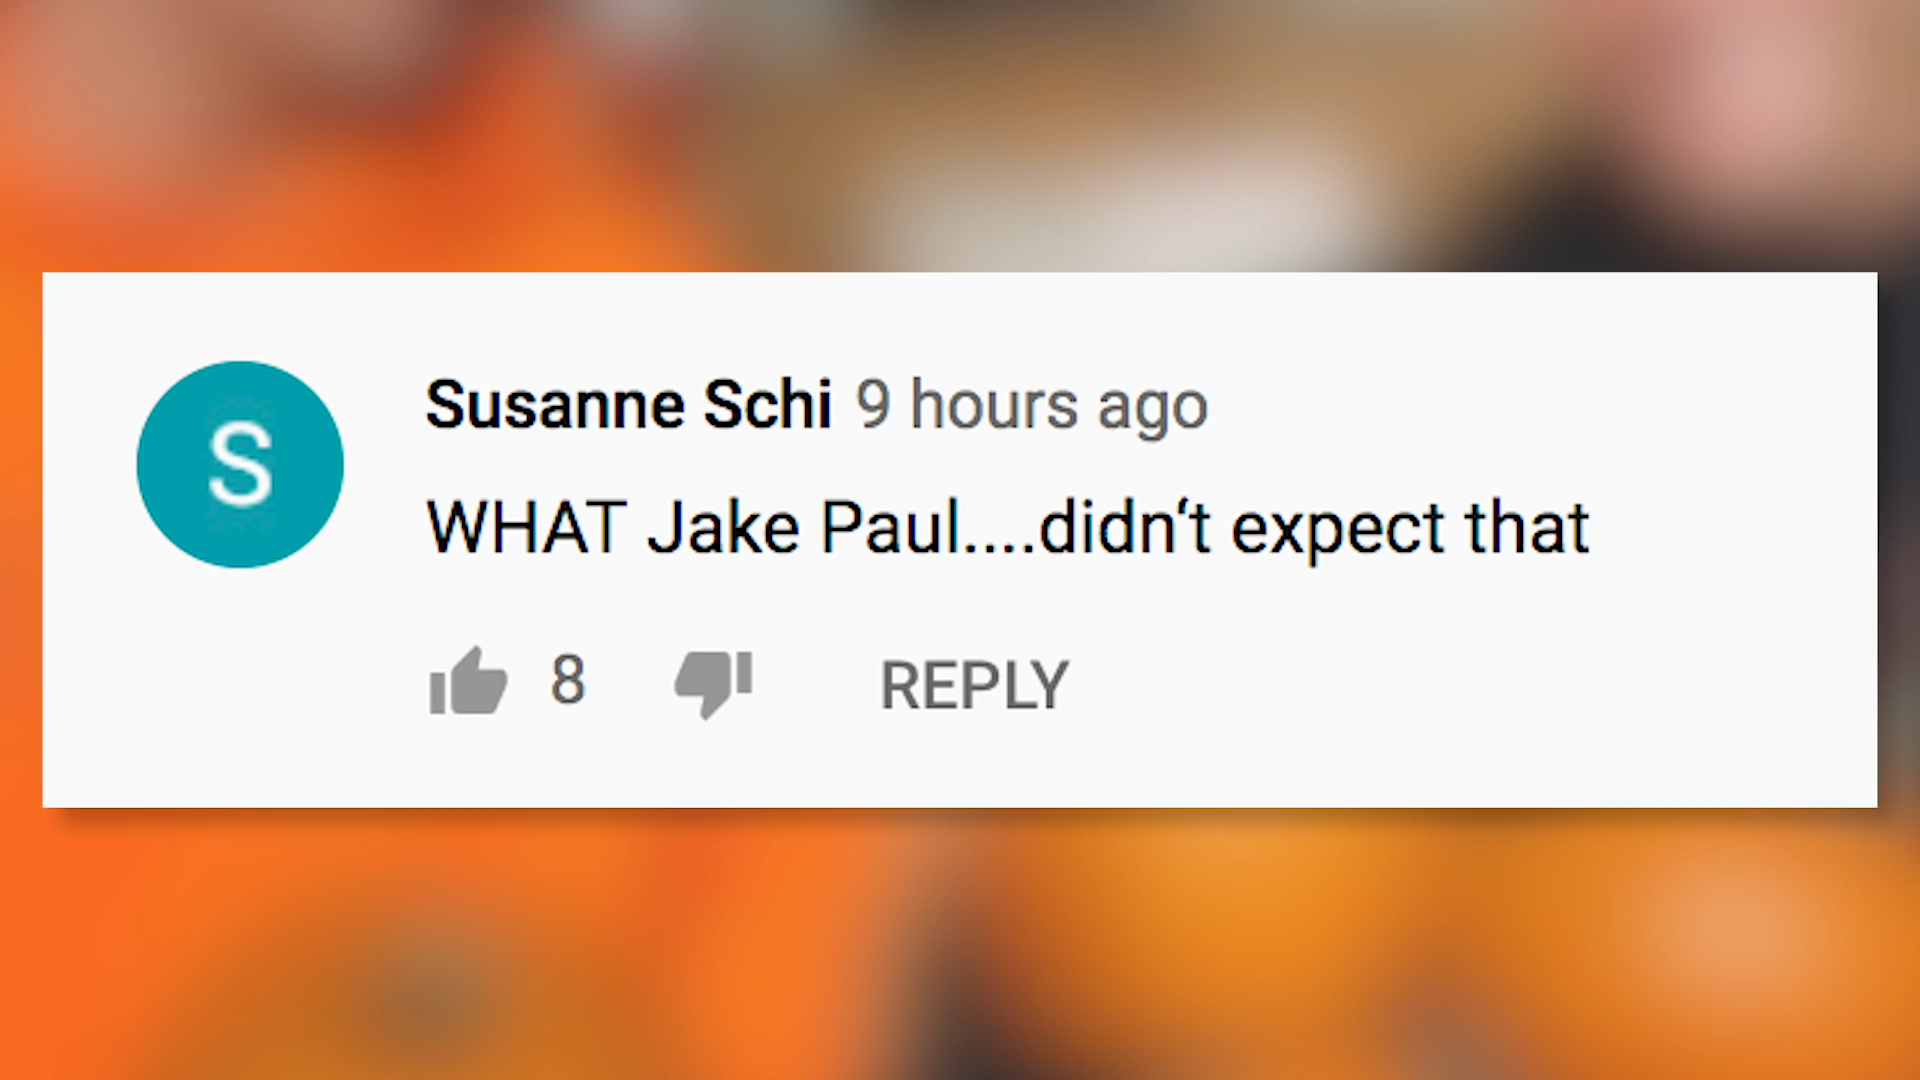 S
Susanne Schi 9 hours ago
WHAT Jake Paul....didn‘t expect that
8 REPLY